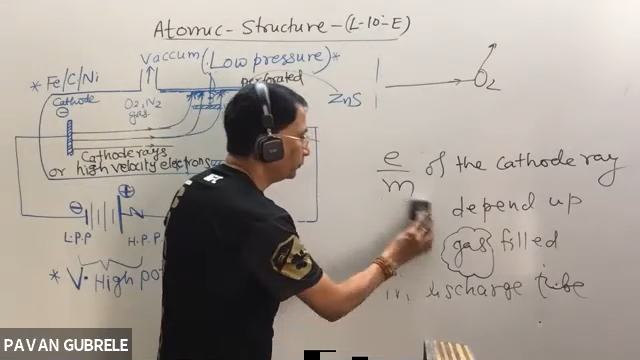 Atomic-Structure-(L-10-E)
Vaccum (Low pressure)*
* Fe/C/Ni
perforated
Cathode
O2, N2
gas
ZnS
O2
Cathode rays
or high velocity electrons
e/m of the cathode ray
depend up
gas filled
discharge tube
L.P.P H.P.P
* V. High pot
PAVAN GUBRELE